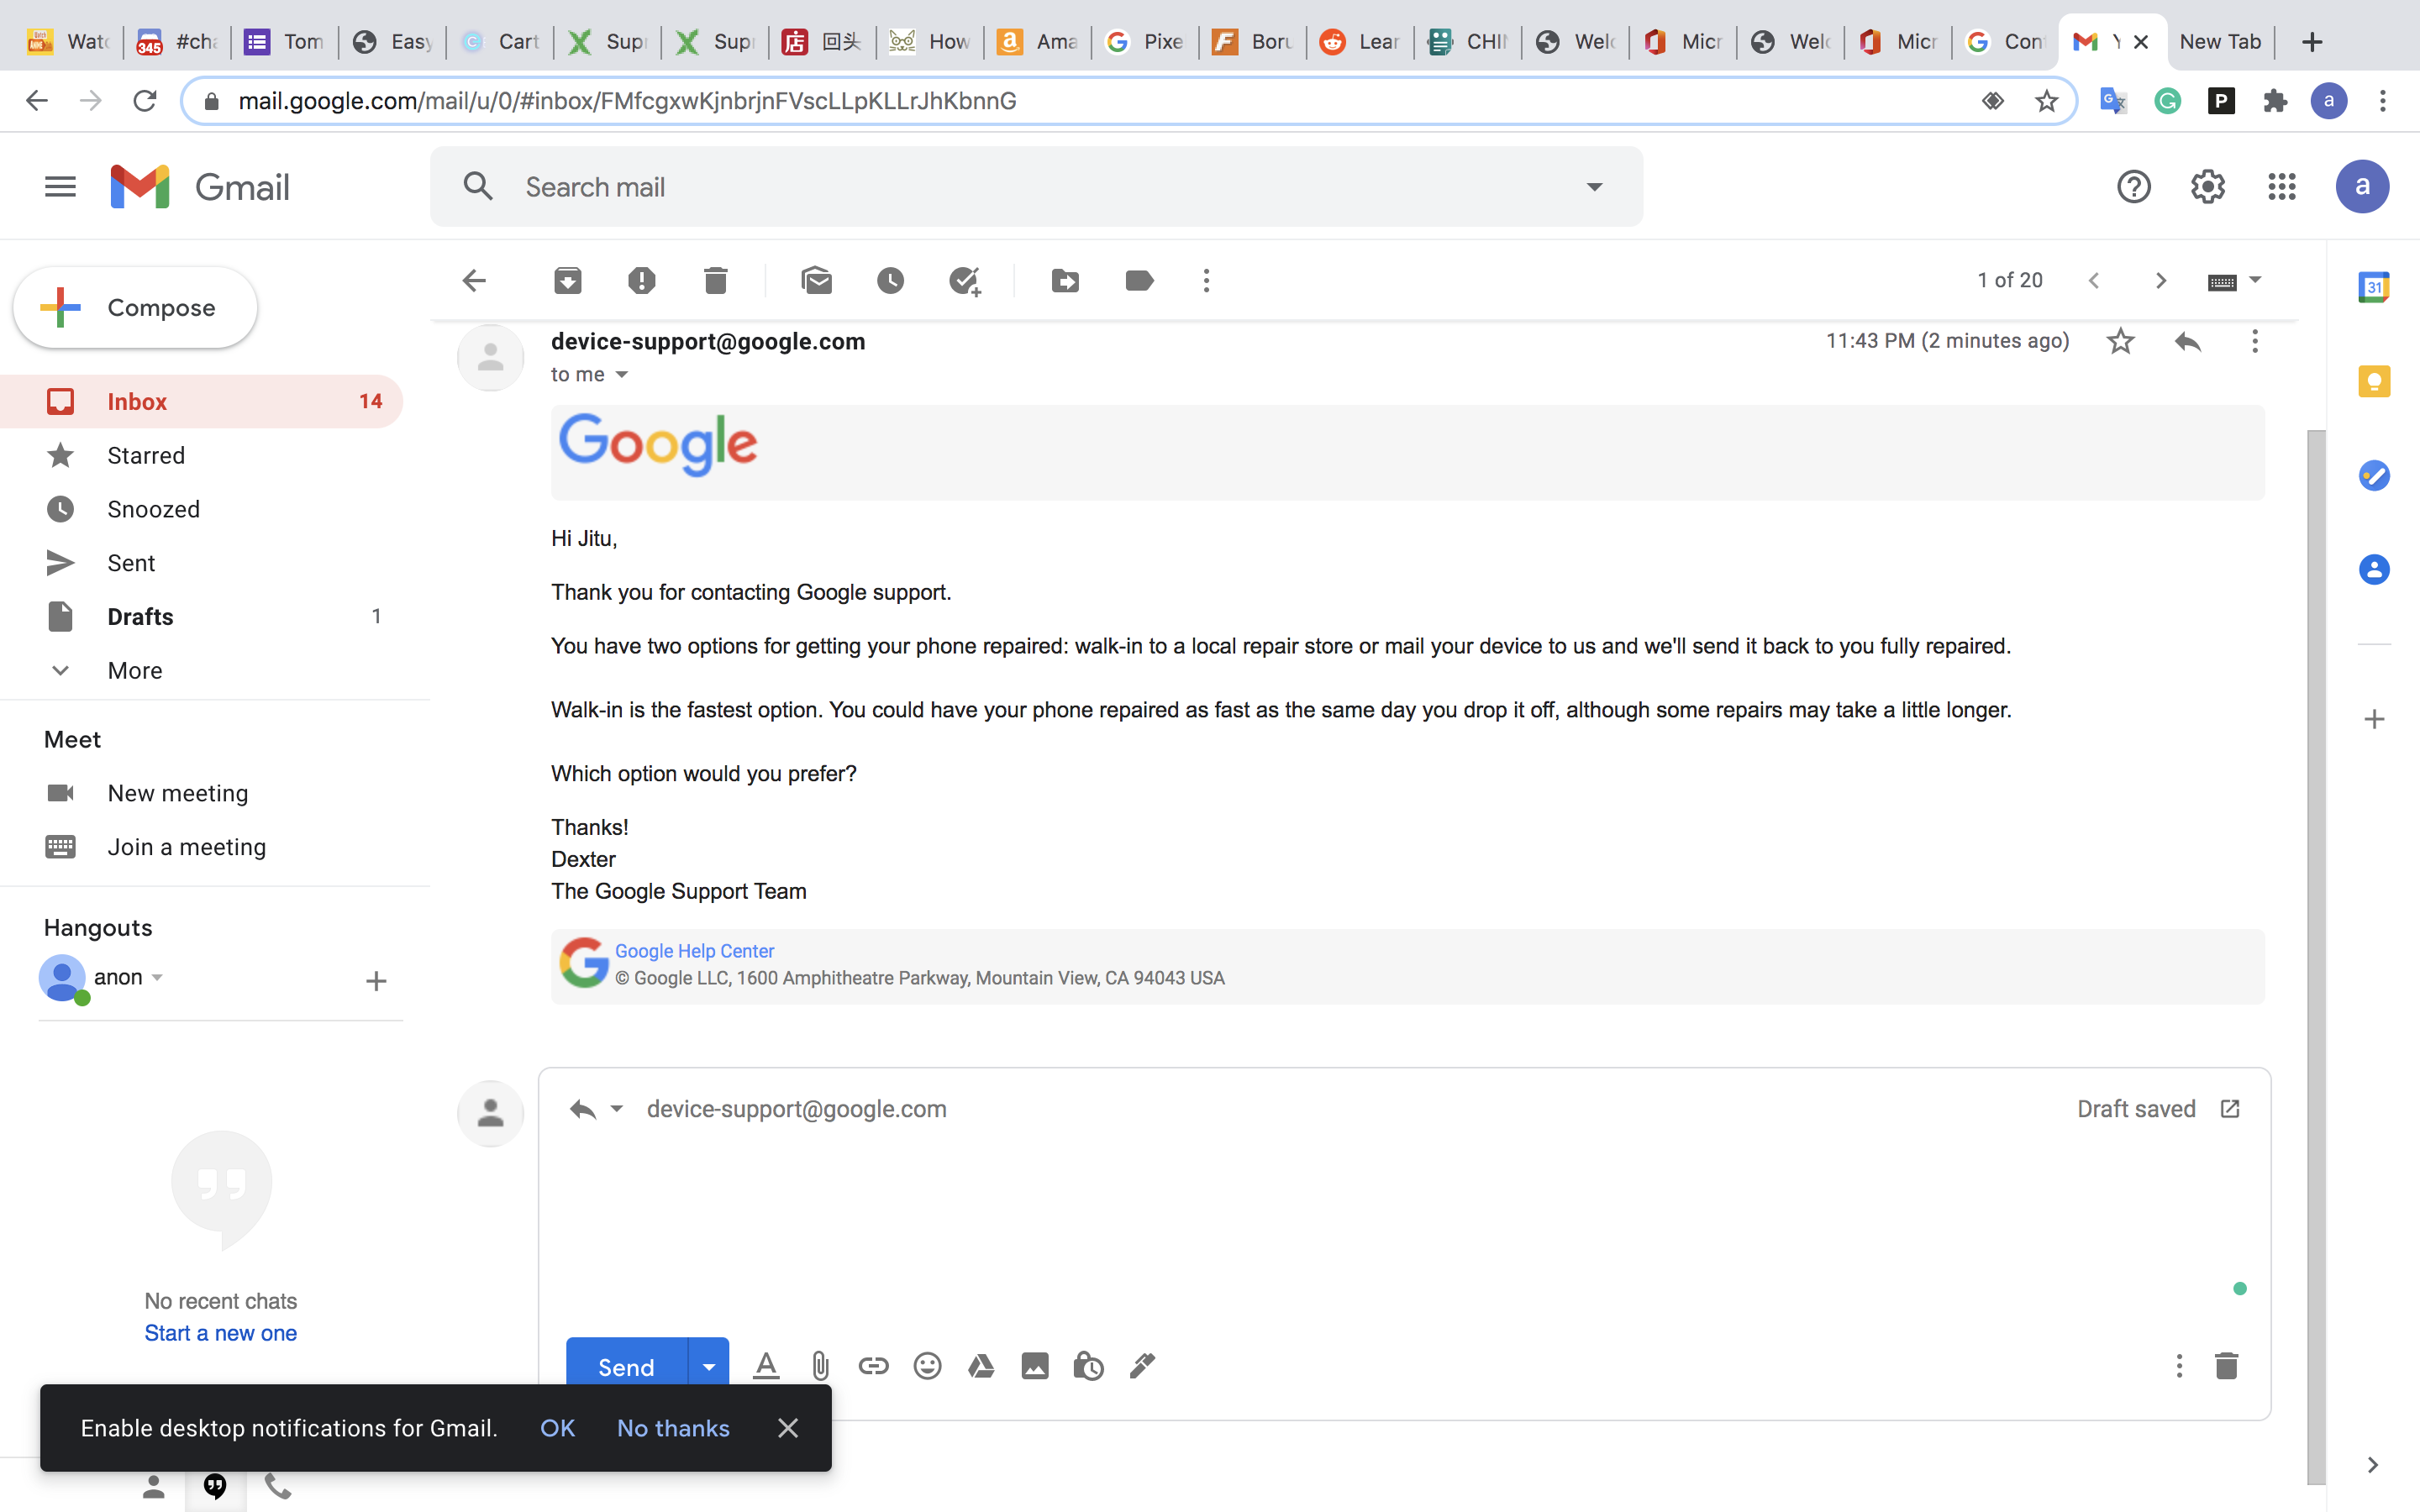 Watc #cha Tom Easy Cart Supr Supr 回头 How Ama Pixe Boru Lear CHIN Welc Micr Welc Micr Con Y New Tab
mail.google.com/mail/u/0/#inbox/FMfcgxwKjnbrjnFVscLLpKLLrJhKbnnG
Gmail
Search mail
a
Compose
1 of 20
31
Inbox 14
Starred
Snoozed
Sent
Drafts 1
More
Meet
New meeting
Join a meeting
Hangouts
anon
No recent chats
Start a new one
device-support@google.com
11:43 PM (2 minutes ago)
to me
Google
Hi Jitu,
Thank you for contacting Google support.
You have two options for getting your phone repaired: walk-in to a local repair store or mail your device to us and we'll send it back to you fully repaired.
Walk-in is the fastest option. You could have your phone repaired as fast as the same day you drop it off, although some repairs may take a little longer.
Which option would you prefer?
Thanks!
Dexter
The Google Support Team
Google Help Center
© Google LLC, 1600 Amphitheatre Parkway, Mountain View, CA 94043 USA
device-support@google.com
Draft saved
Send
Enable desktop notifications for Gmail. OK No thanks